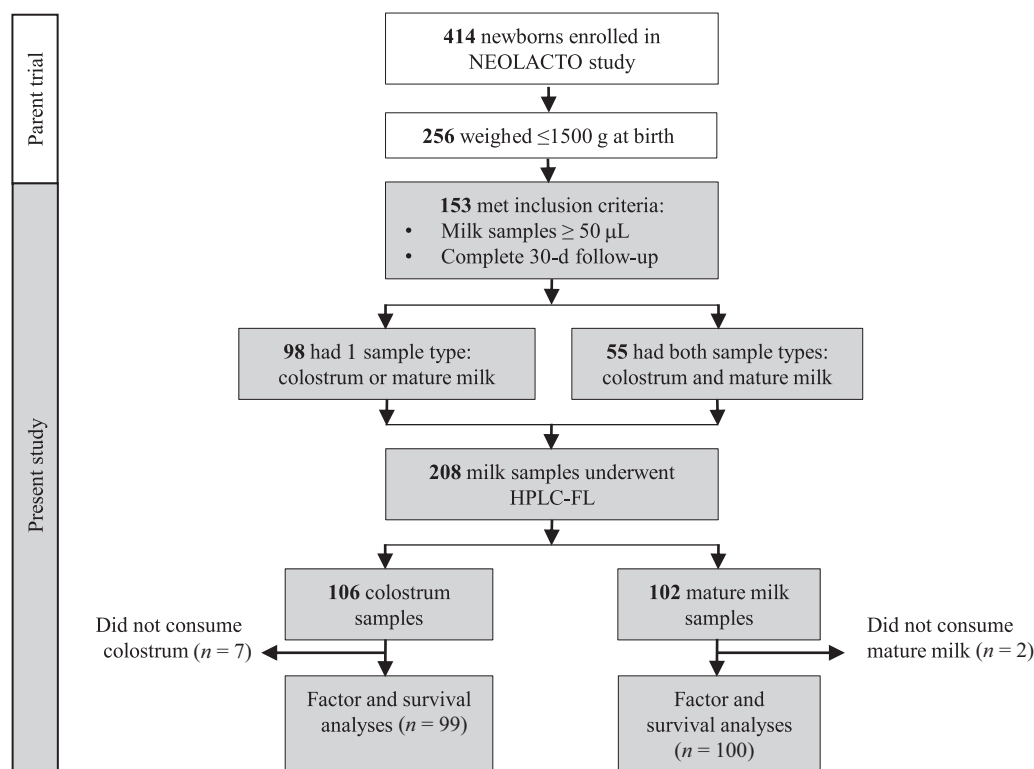 Parent trial
414 newborns enrolled in
NEOLACTO study
256 weighed ≤1500 g at birth
Present study
153 met inclusion criteria:
• Milk samples ≥ 50 μL
• Complete 30-d follow-up
98 had 1 sample type:
colostrum or mature milk
55 had both sample types:
colostrum and mature milk
208 milk samples underwent
HPLC-FL
106 colostrum
samples
102 mature milk
samples
Did not consume
colostrum (n = 7)
Did not consume
mature milk (n = 2)
Factor and survival
analyses (n = 99)
Factor and
survival analyses
(n = 100)